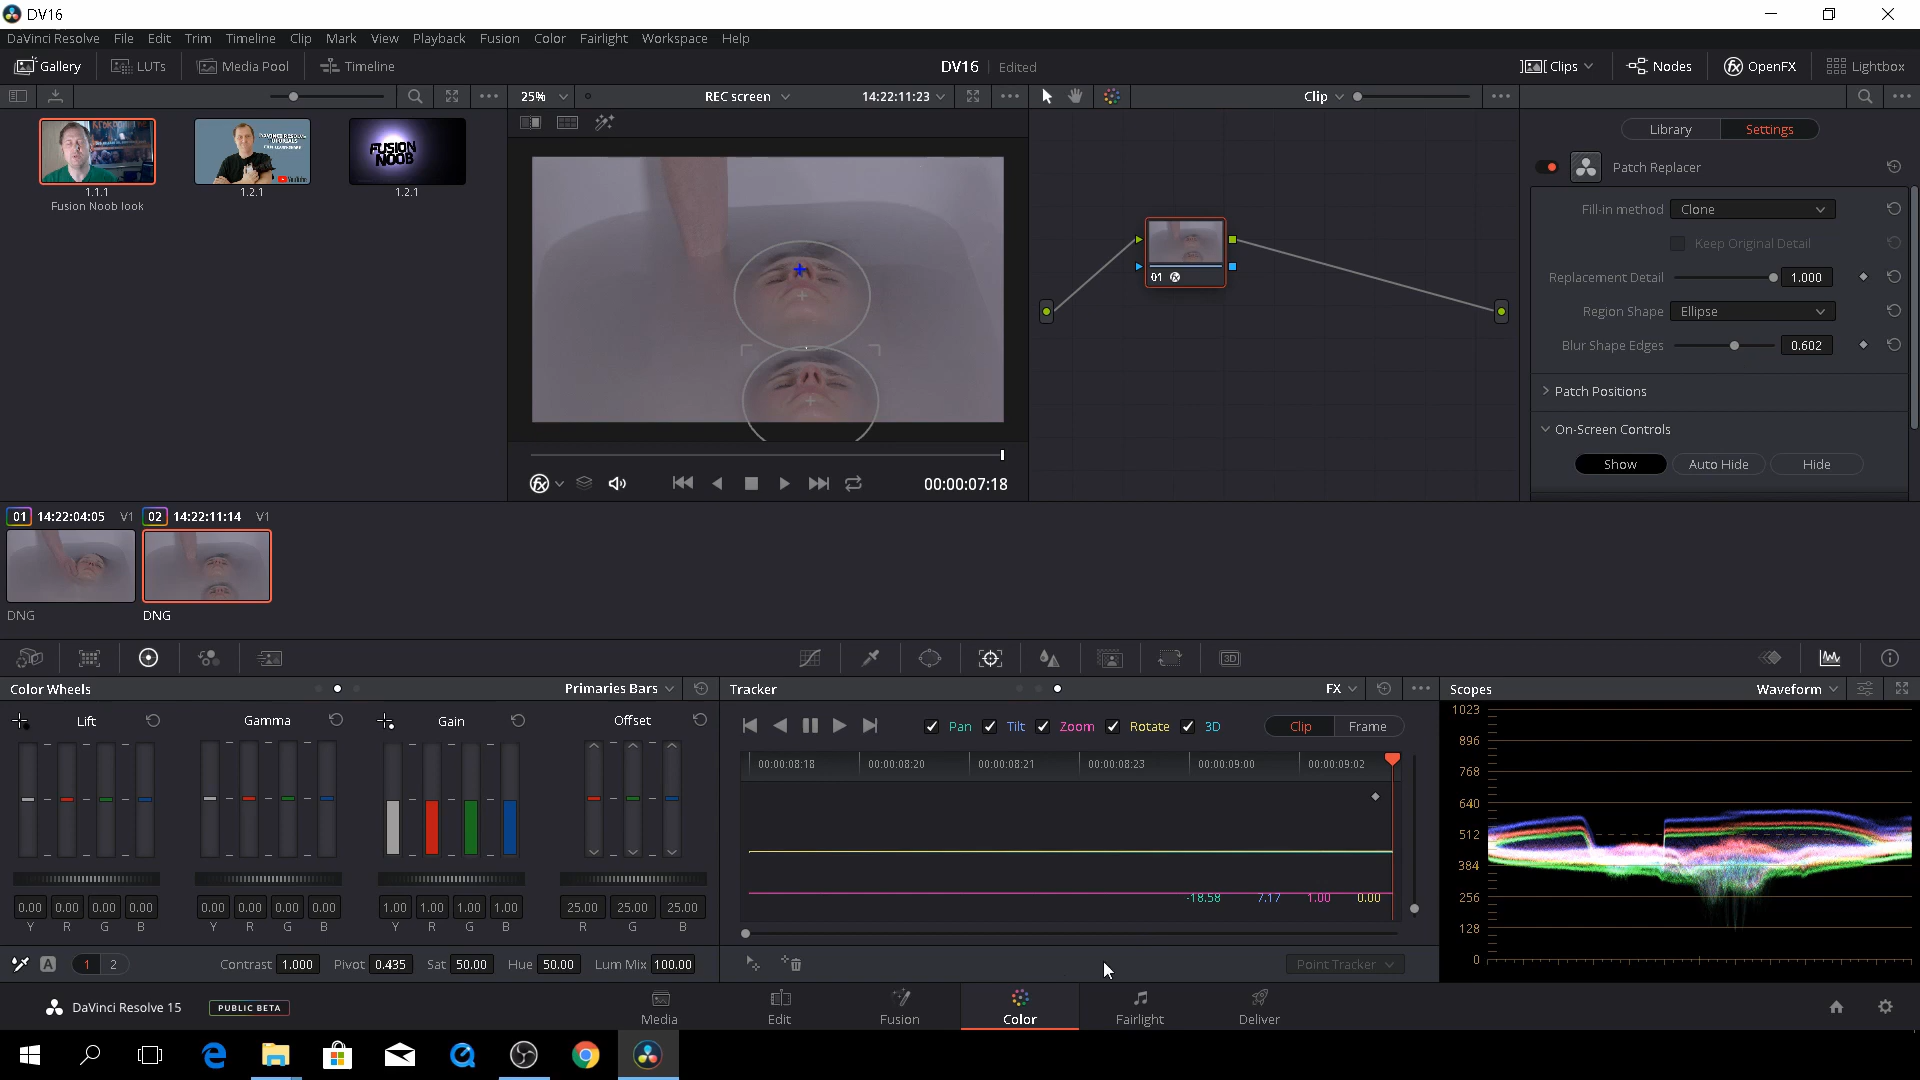 DV16
DaVinci Resolve File Edit Trim Timeline Clip Mark View Playback Fusion Color Fairlight Workspace Help
Gallery LUTs Media Pool Timeline DV16 Edited Clips Nodes OpenFX Lightbox
25% REC screen 14:22:11:23 Clip
Library Settings
Patch Replacer
Fill-in method Clone
Keep Original Detail
Replacement Detail 1.000
Region Shape Ellipse
Blur Shape Edges 0.602
Patch Positions
On-Screen Controls
Show Auto Hide Hide
DAVINCI RESOLVE
YouTube
FUSION
NOOB
1.1.1 1.2.1 1.2.1
Fusion Noob look
01
00:00:07:18
01 14:22:04:05 V1 02 14:22:11:14 V1
DNG DNG
Color Wheels Primaries Bars
Lift Gamma Gain Offset
0.00 0.00 0.00 0.00 0.00 0.00 0.00 0.00 1.00 1.00 1.00 1.00 25.00 25.00 25.00
Y R G B Y R G B Y R G B R G B
A 1 2 Contrast 1.000 Pivot 0.435 Sat 50.00 Hue 50.00 Lum Mix 100.00
3D
Tracker FX
Pan Tilt Zoom Rotate 3D Clip Frame
00:00:08:18 00:00:08:20 00:00:08:21 00:00:08:23 00:00:09:00 00:00:09:02
-18.58 7.17 1.00 0.00
Point Tracker
Scopes Waveform
1023
896
768
640
512
384
256
128
0
DaVinci Resolve 15 PUBLIC BETA
Media Edit Fusion Color Fairlight Deliver